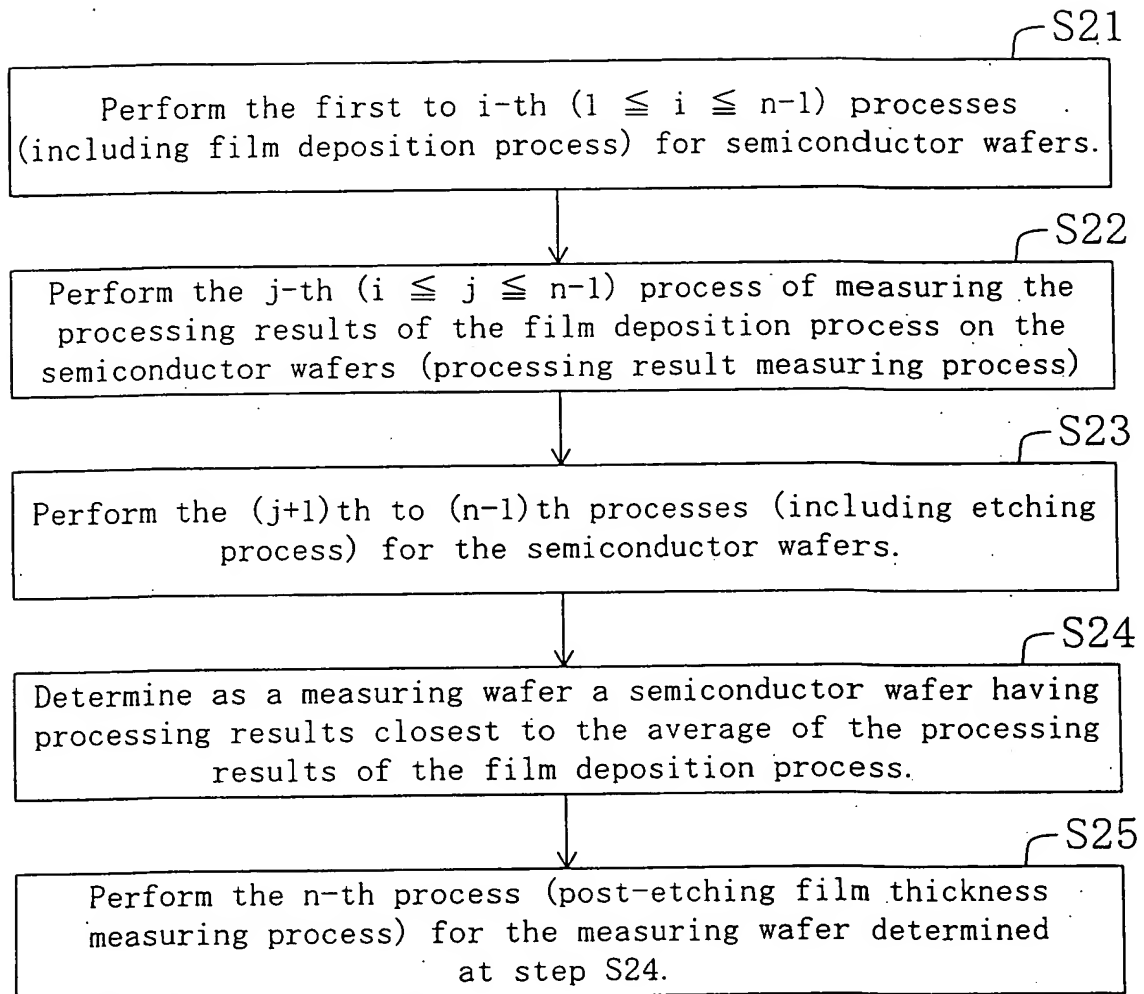 S21
Perform the first to i-th (1 ≦ i ≦ n-1) processes
(including film deposition process) for semiconductor wafers.
S22
Perform the j-th (i ≦ j ≦ n-1) process of measuring the
processing results of the film deposition process on the
semiconductor wafers (processing result measuring process)
S23
Perform the (j+1)th to (n-1)th processes (including etching
process) for the semiconductor wafers.
S24
Determine as a measuring wafer a semiconductor wafer having
processing results closest to the average of the processing
results of the film deposition process.
S25
Perform the n-th process (post-etching film thickness
measuring process) for the measuring wafer determined
at step S24.